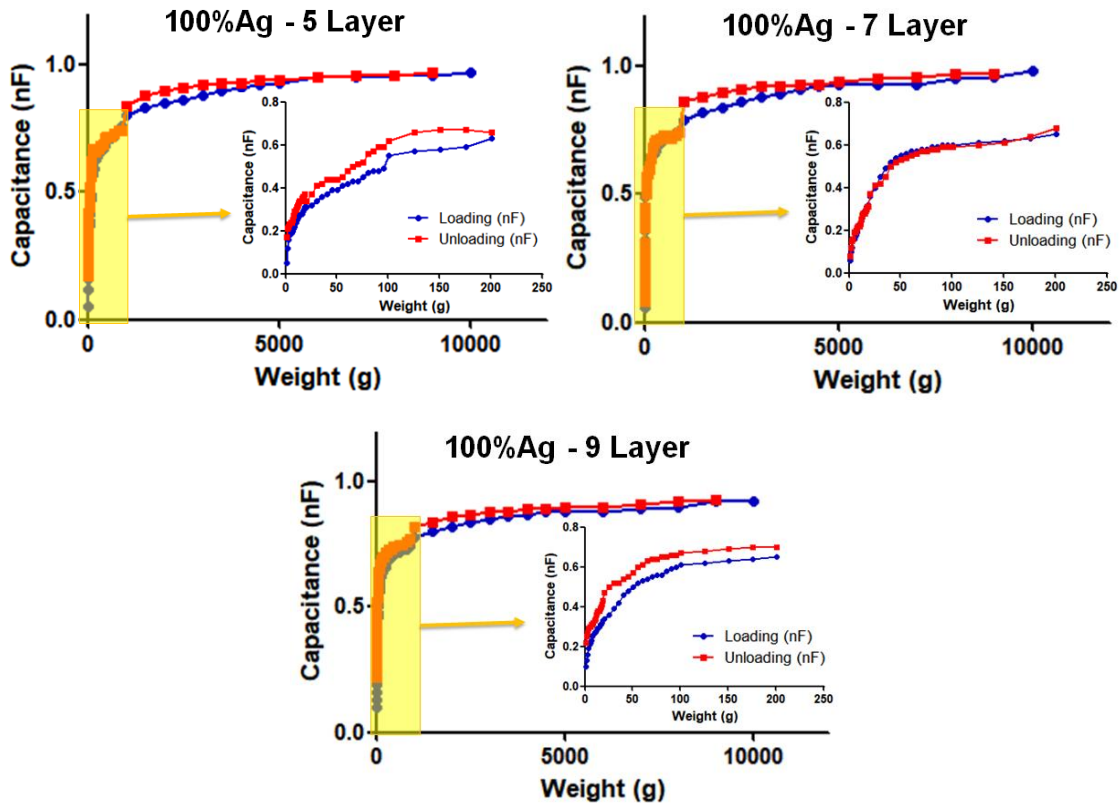 100%Ag - 5 Layer
Capacitance (nF)
1.0
0.5
0.0
0
5000
10000
Weight (g)
Capacitance (nF)
0.8
0.6
0.4
0.2
0.0
Loading (nF)
Unloading (nF)
0 50 100 150 200 250
Weight (g)
100%Ag - 7 Layer
Capacitance (nF)
1.0
0.5
0.0
0
5000
10000
Weight (g)
Capacitance (nF)
0.8
0.6
0.4
0.2
0.0
Loading (nF)
Unloading (nF)
0 50 100 150 200 250
Weight (g)
100%Ag - 9 Layer
Capacitance (nF)
1.0
0.5
0.0
0
5000
10000
Weight (g)
Capacitance (nF)
0.8
0.6
0.4
0.2
0.0
Loading (nF)
Unloading (nF)
0 50 100 150 200 250
Weight (g)